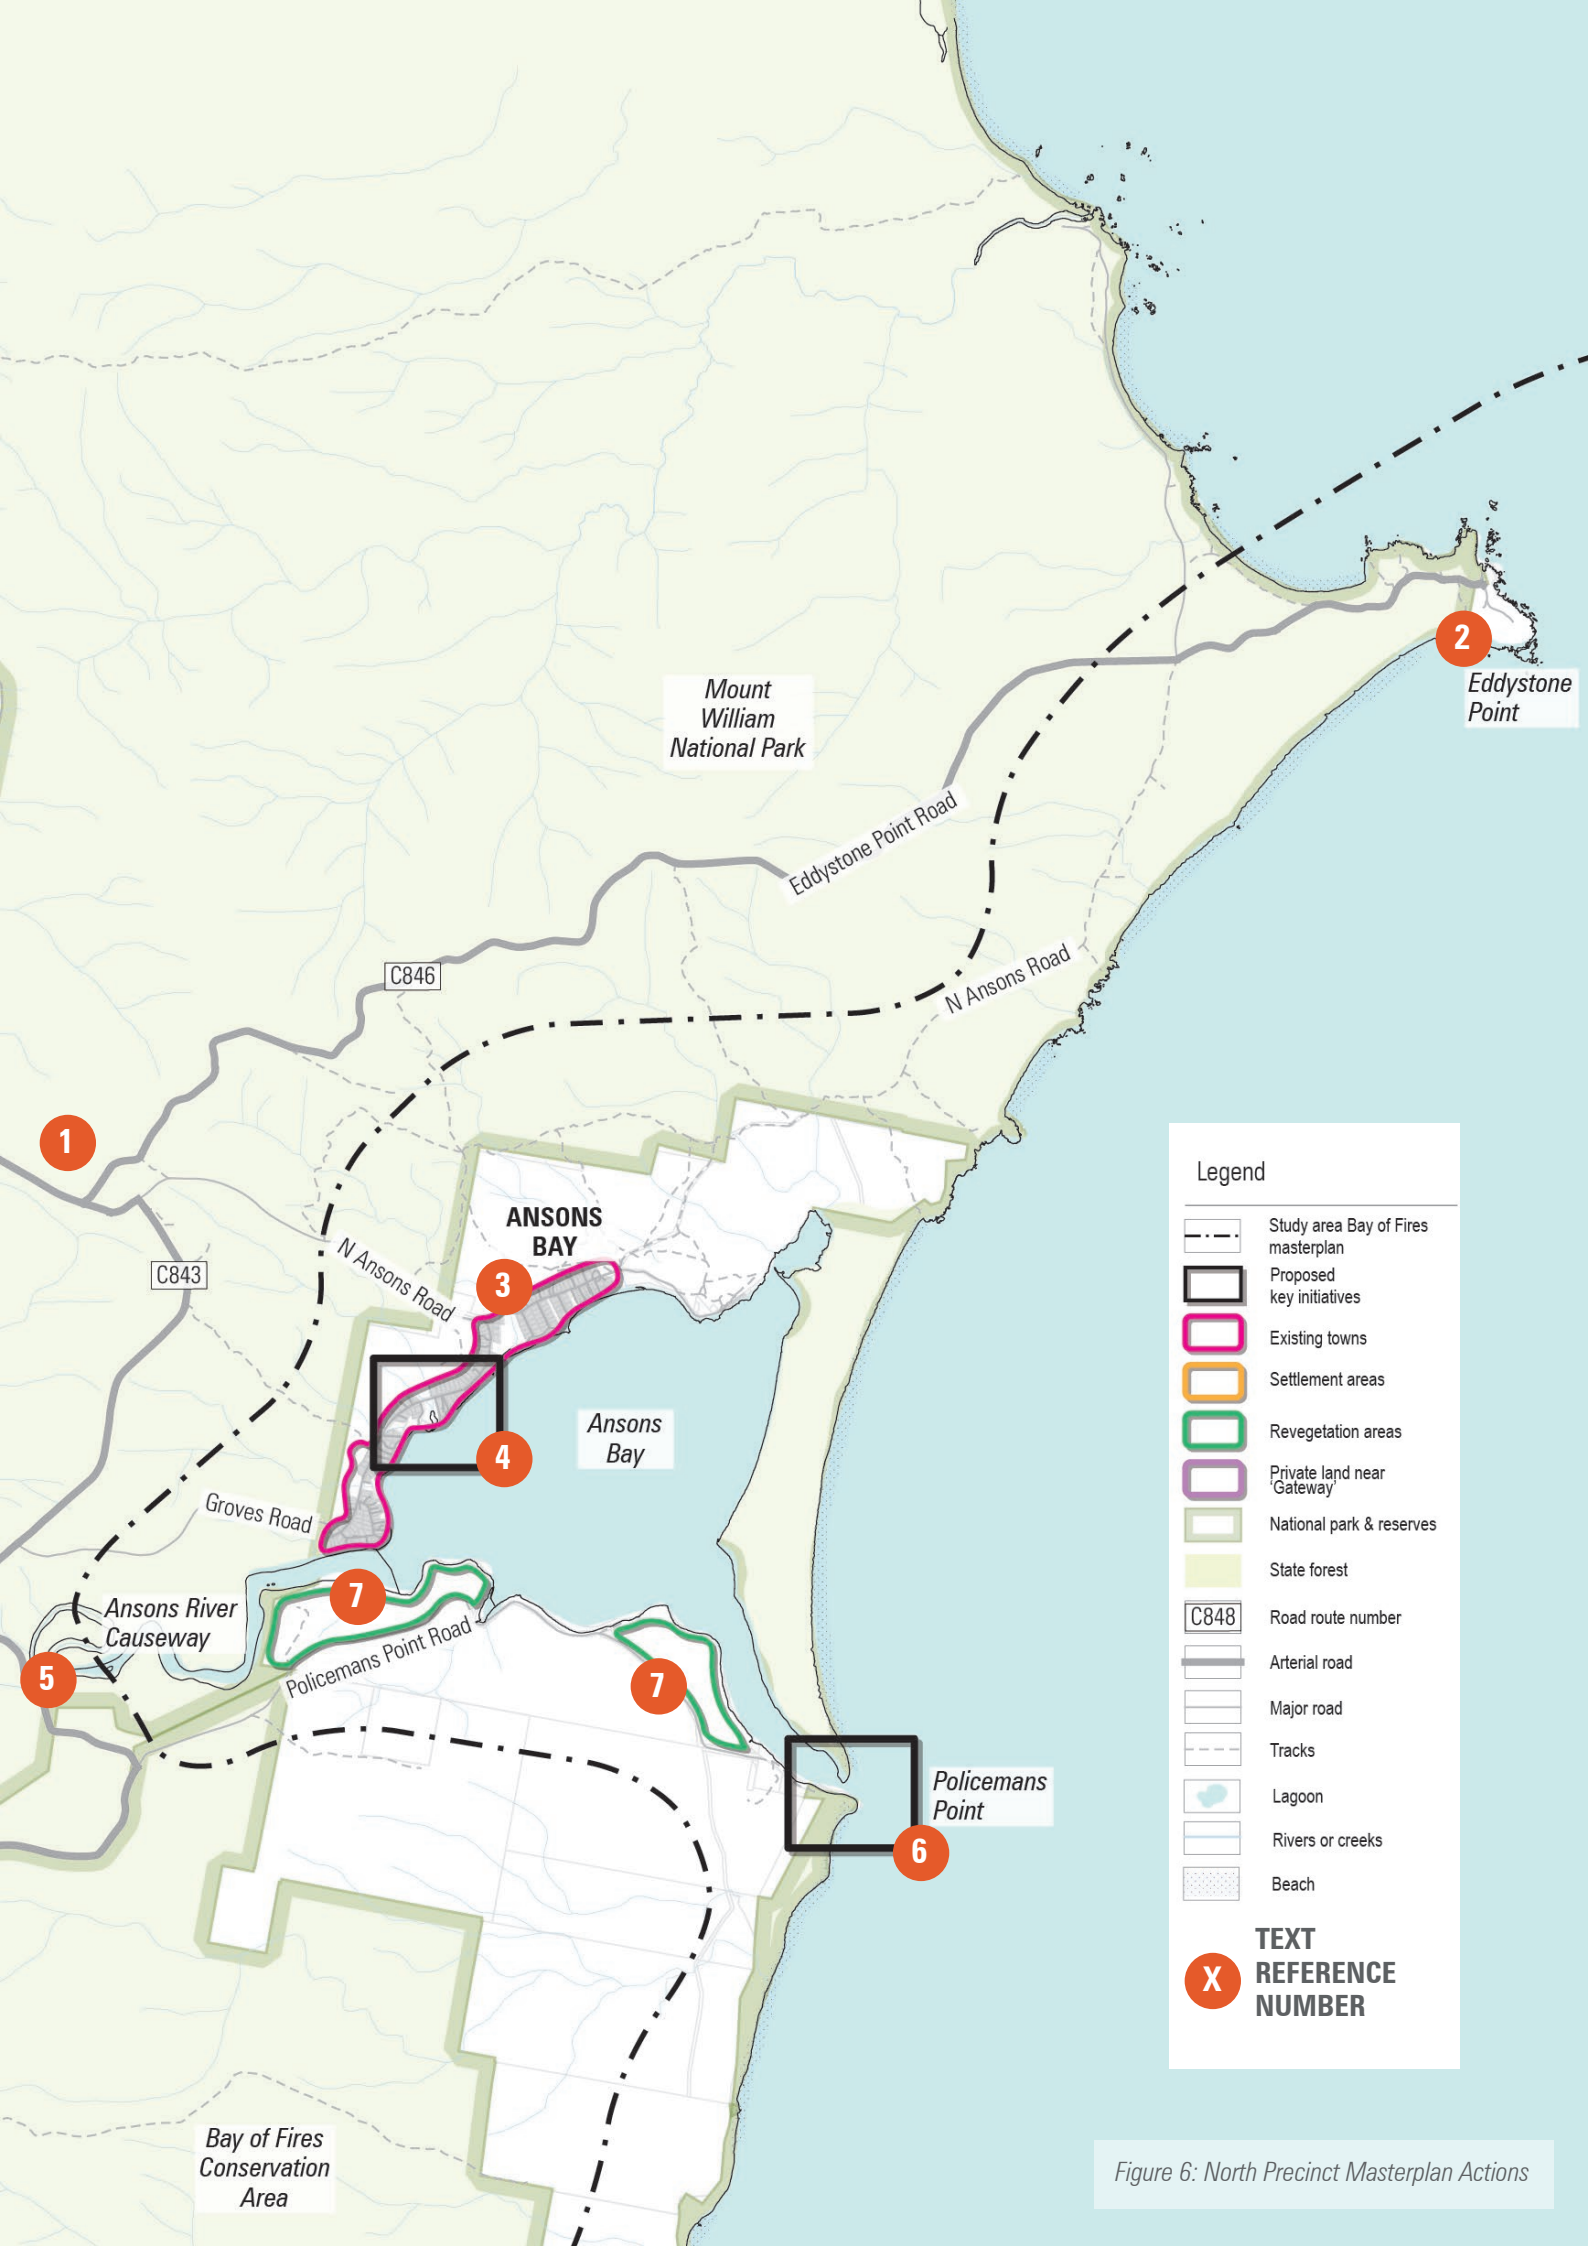 2
Eddystone
Point
Mount
William
National Park
Eddystone Point Road
N Ansons Road
C846
1
ANSONS
BAY
3
N Ansons Road
C843
4
Ansons
Bay
Groves Road
7
Ansons River
Causeway
5
Policemans Point Road
7
Policemans
Point
6
Bay of Fires
Conservation
Area
Legend
Study area Bay of Fires
masterplan
Proposed
key initiatives
Existing towns
Settlement areas
Revegetation areas
Private land near
'Gateway'
National park & reserves
State forest
C848
Road route number
Arterial road
Major road
Tracks
Lagoon
Rivers or creeks
Beach
X
TEXT
REFERENCE
NUMBER
Figure 6: North Precinct Masterplan Actions